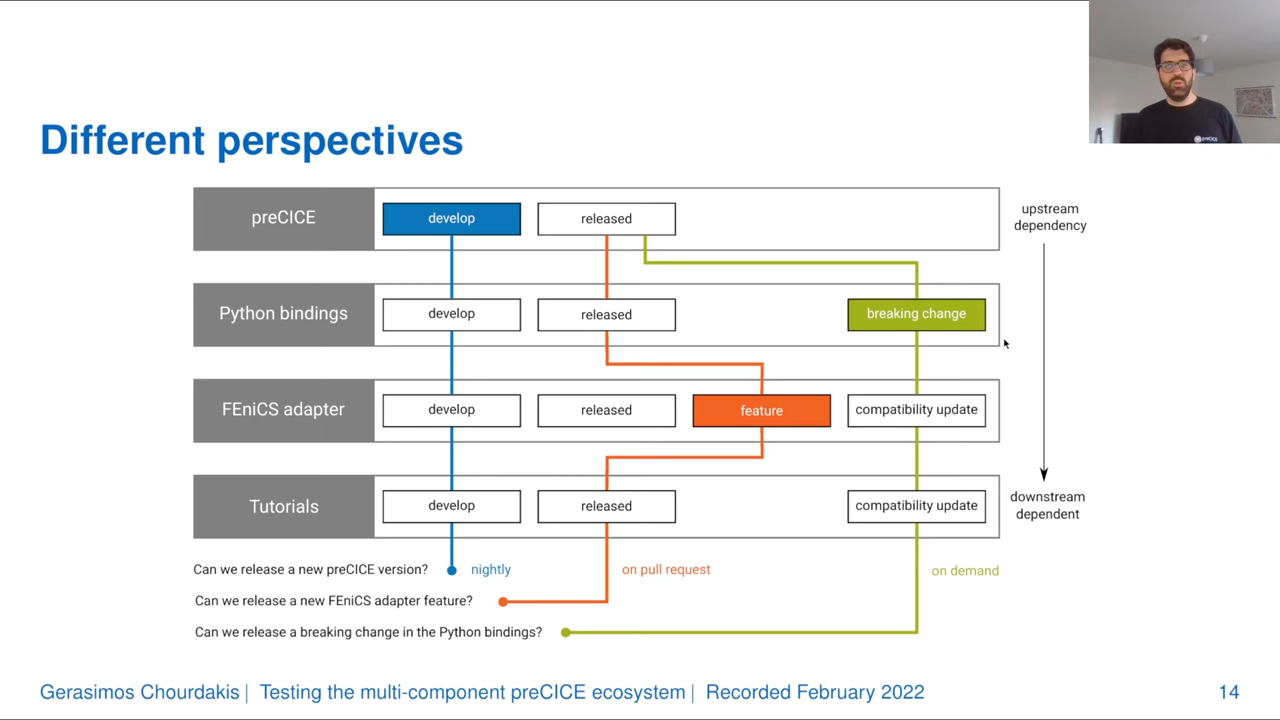 Different perspectives
preCICE
develop
released
upstream
dependency
Python bindings
develop
released
breaking change
FEniCS adapter
develop
released
feature
compatibility update
Tutorials
develop
released
compatibility update
downstream
dependent
Can we release a new preCICE version?
nightly
on pull request
on demand
Can we release a new FEniCS adapter feature?
Can we release a breaking change in the Python bindings?
Gerasimos Chourdakis | Testing the multi-component preCICE ecosystem | Recorded February 2022
14